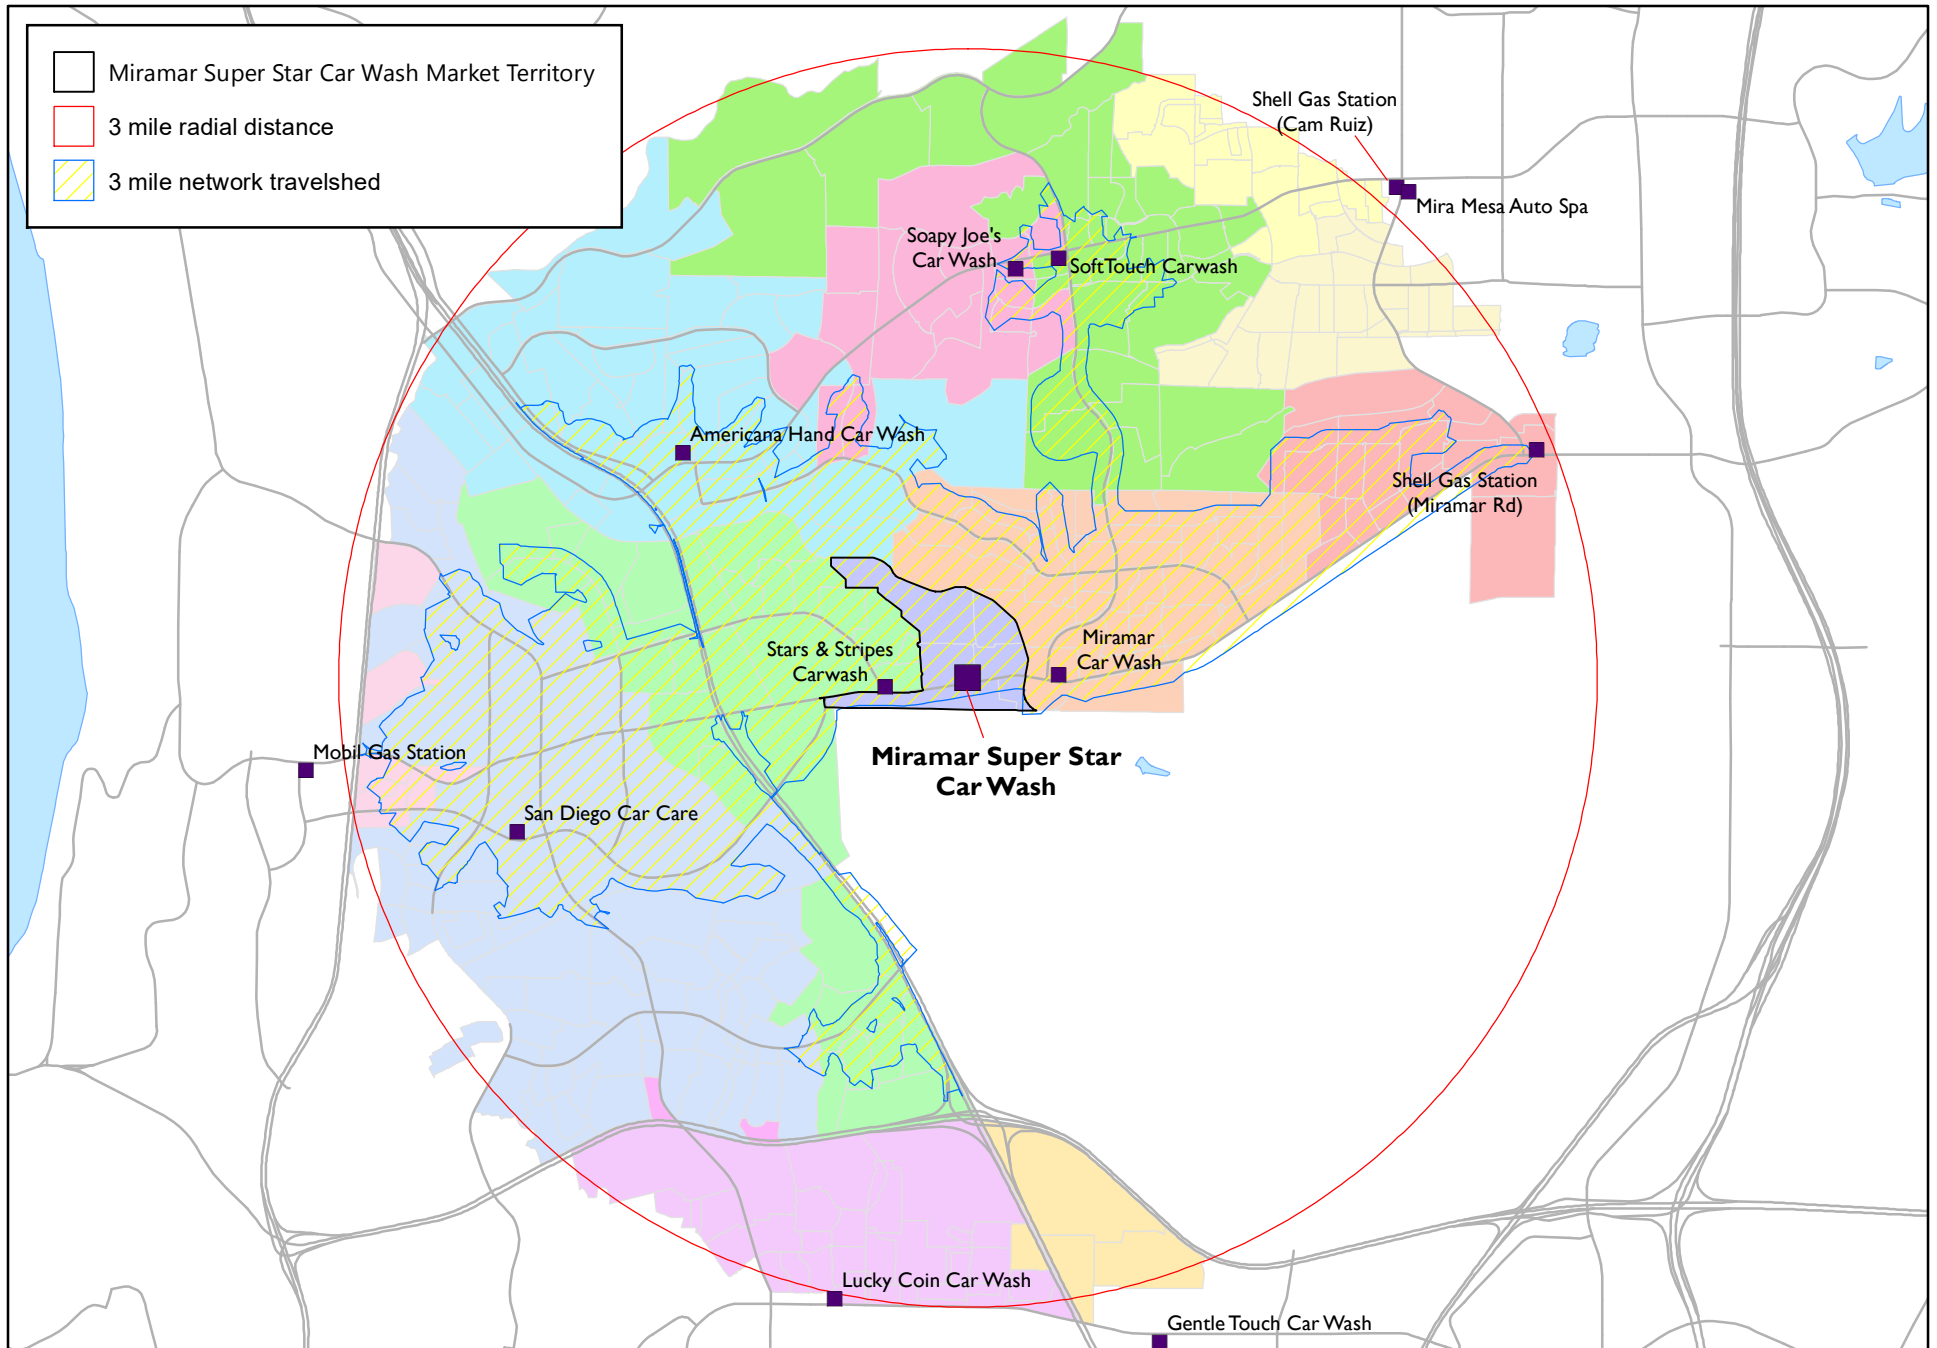 Miramar Super Star Car Wash Market Territory
3 mile radial distance
3 mile network travelshed
Shell Gas Station
(Cam Ruiz)
Mira Mesa Auto Spa
Soapy Joe's
Car Wash
SoftTouch Carwash
Americana Hand Car Wash
Shell Gas Station
(Miramar Rd)
Stars & Stripes
Carwash
Miramar
Car Wash
Miramar Super Star
Car Wash
Mobil Gas Station
San Diego Car Care
Lucky Coin Car Wash
Gentle Touch Car Wash